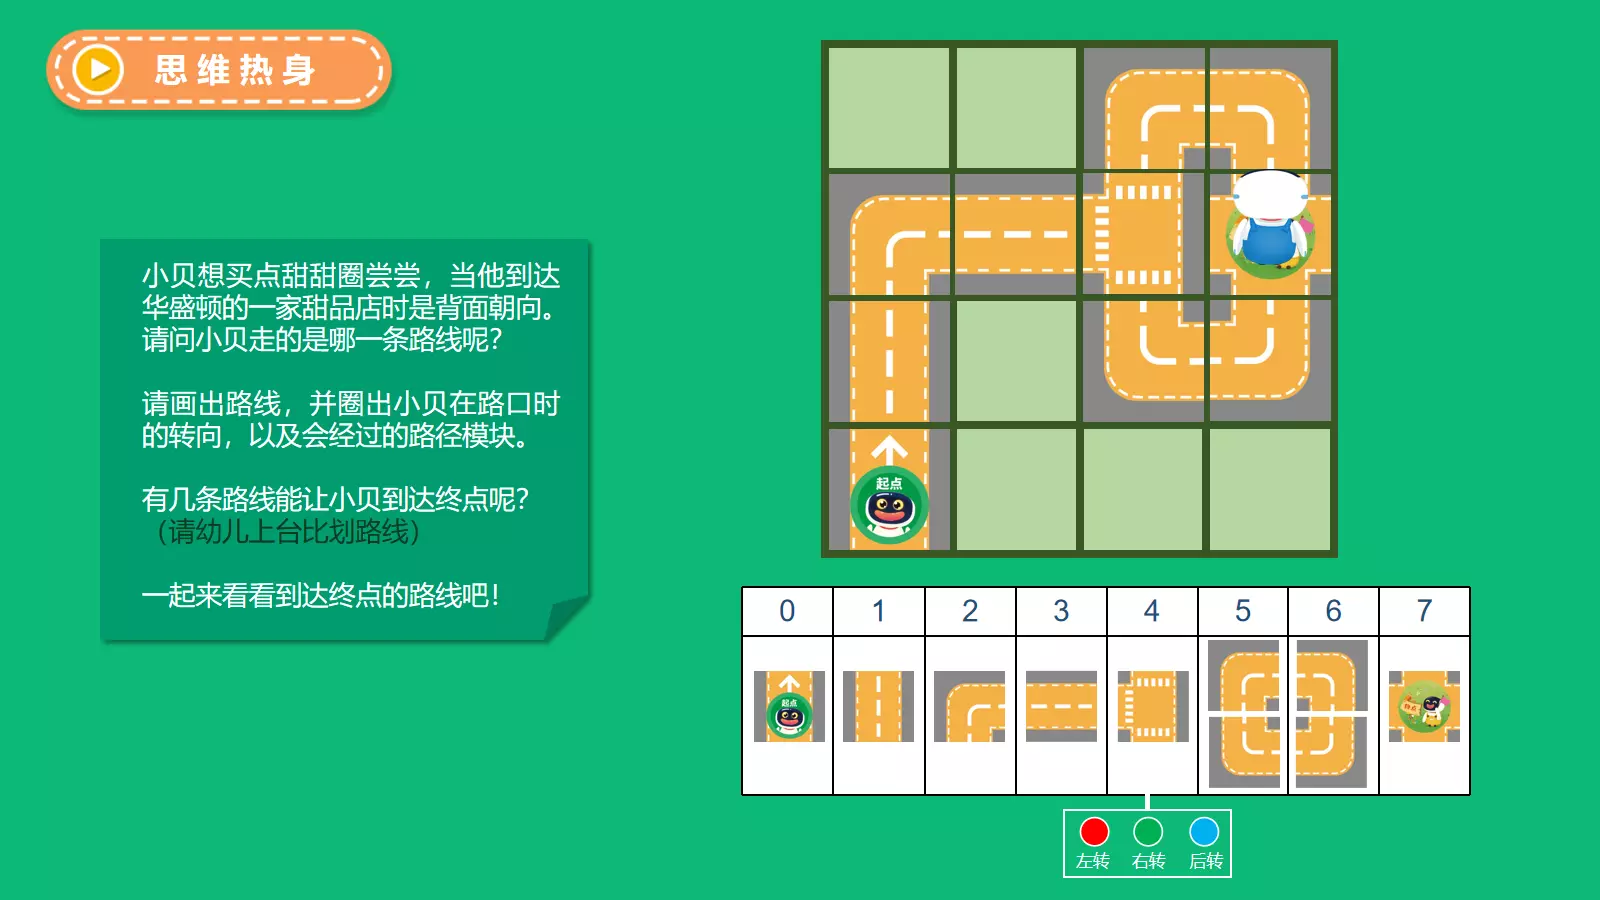 思维热身
小贝想买点甜甜圈尝尝，当他到达
华盛顿的一家甜品店时是背面朝向。
请问小贝走的是哪一条路线呢？
请画出路线，并圈出小贝在路口时
的转向，以及会经过的路径模块。
有几条路线能让小贝到达终点呢？
（请幼儿上台比划路线）
一起来看看到达终点的路线吧！
起点
0 1 2 3 4 5 6 7
起点
终点
左转 右转 后转